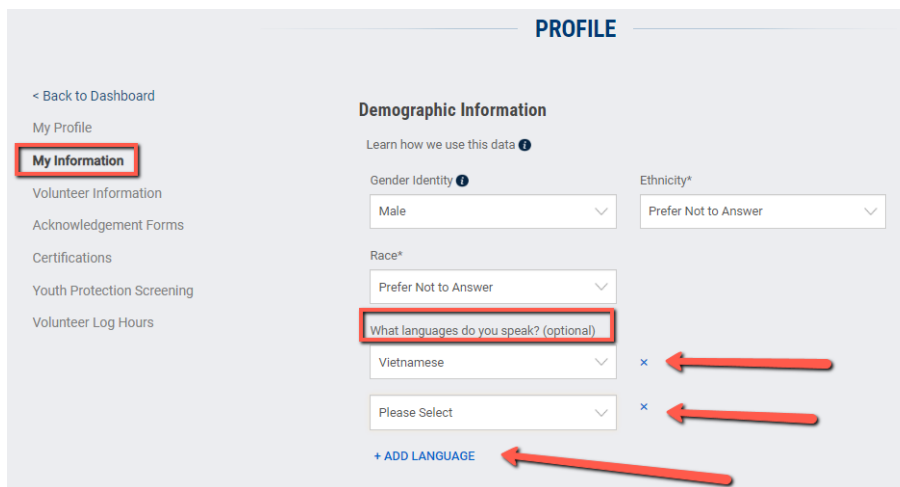 PROFILE
< Back to Dashboard
My Profile
My Information
Volunteer Information
Acknowledgement Forms
Certifications
Youth Protection Screening
Volunteer Log Hours
Demographic Information
Learn how we use this data i
Gender Identity i
Male
Ethnicity*
Prefer Not to Answer
Race*
Prefer Not to Answer
What languages do you speak? (optional)
Vietnamese ×
Please Select ×
+ ADD LANGUAGE